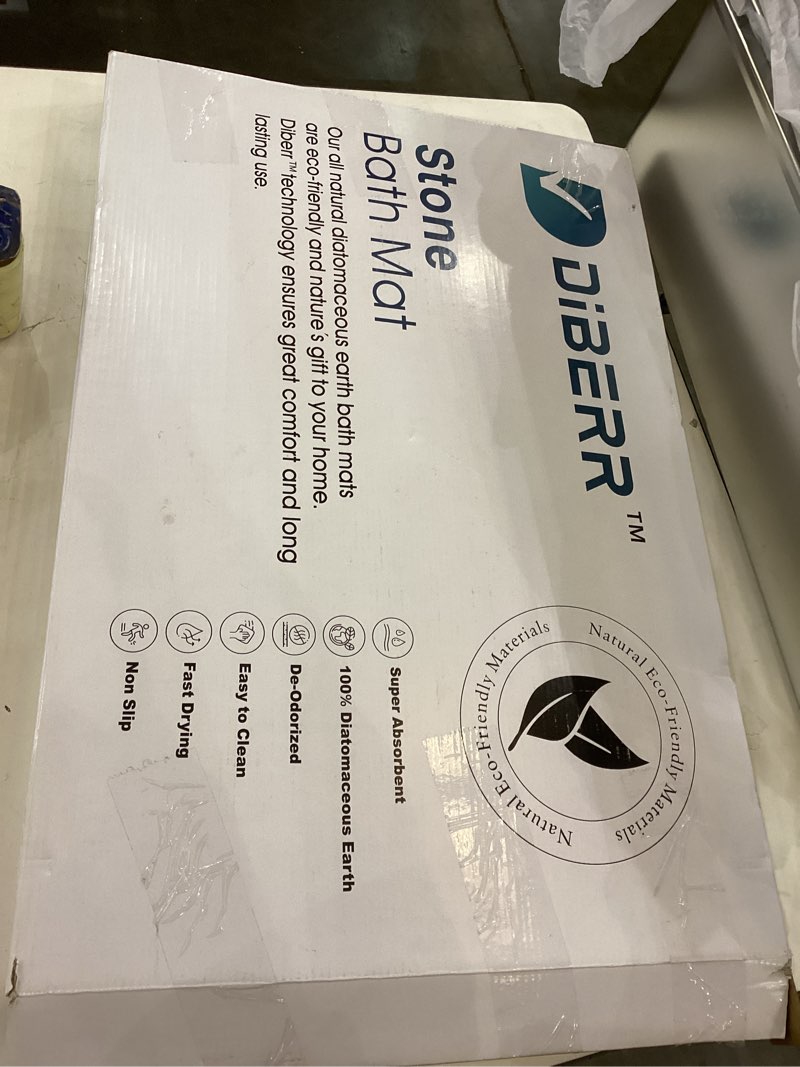 DiBERR™
Stone
Bath Mat
Our all natural diatomaceous earth bath mats
are eco-friendly and nature's gift to your home.
Diberr™technology ensures great comfort and long
lasting use.
Natural Eco-Friendly Materials
Natural Eco-Friendly Materials
Super Absorbent
100% Diatomaceous Earth
De-Odorized
Easy to Clean
Fast Drying
Non Slip